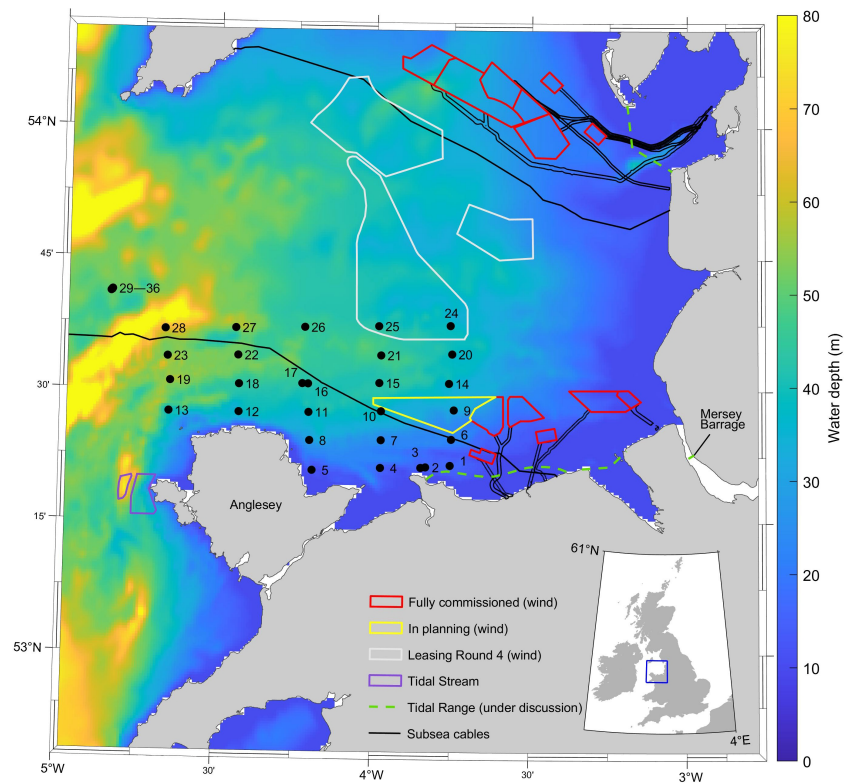 80
70
60
50
40
30
20
10
0
Water depth (m)
54°N
45'
30'
15'
53°N
5°W
30'
4°W
30'
3°W
29—36
24
28
27
26
25
23
22
21
20
19
18
17
16
15
14
13
12
11
10
9
8
7
6
5
4
3
2
1
Mersey
Barrage
Anglesey
61°N
4°E
Fully commissioned (wind)
In planning (wind)
Leasing Round 4 (wind)
Tidal Stream
Tidal Range (under discussion)
Subsea cables